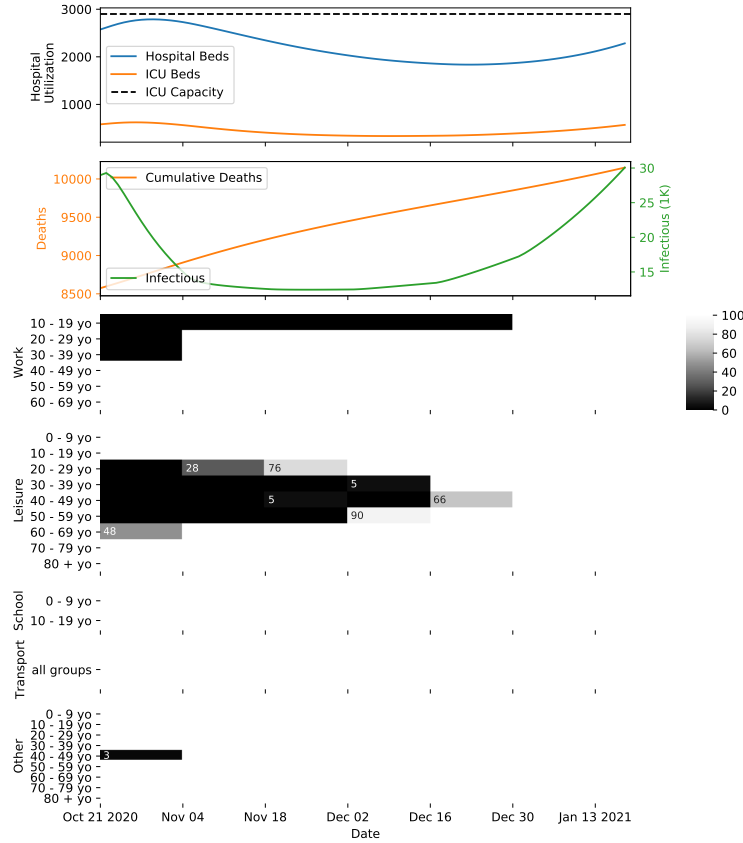 3000
2000
1000
Hospital
Utilization
Hospital Beds
ICU Beds
ICU Capacity
10000
9500
9000
8500
Deaths
Cumulative Deaths
Infectious
30
25
20
15
Infectious (1K)
Work
10 - 19 yo
20 - 29 yo
30 - 39 yo
40 - 49 yo
50 - 59 yo
60 - 69 yo
100
80
60
40
20
0
Leisure
0 - 9 yo
10 - 19 yo
20 - 29 yo 28 76
30 - 39 yo 5
40 - 49 yo 5 66
50 - 59 yo 90
60 - 69 yo 48
70 - 79 yo
80 + yo
School
0 - 9 yo
10 - 19 yo
Transport
all groups
Other
0 - 9 yo
10 - 19 yo
20 - 29 yo
30 - 39 yo
40 - 49 yo 3
50 - 59 yo
60 - 69 yo
70 - 79 yo
80 + yo
Oct 21 2020 Nov 04 Nov 18 Dec 02 Dec 16 Dec 30 Jan 13 2021
Date